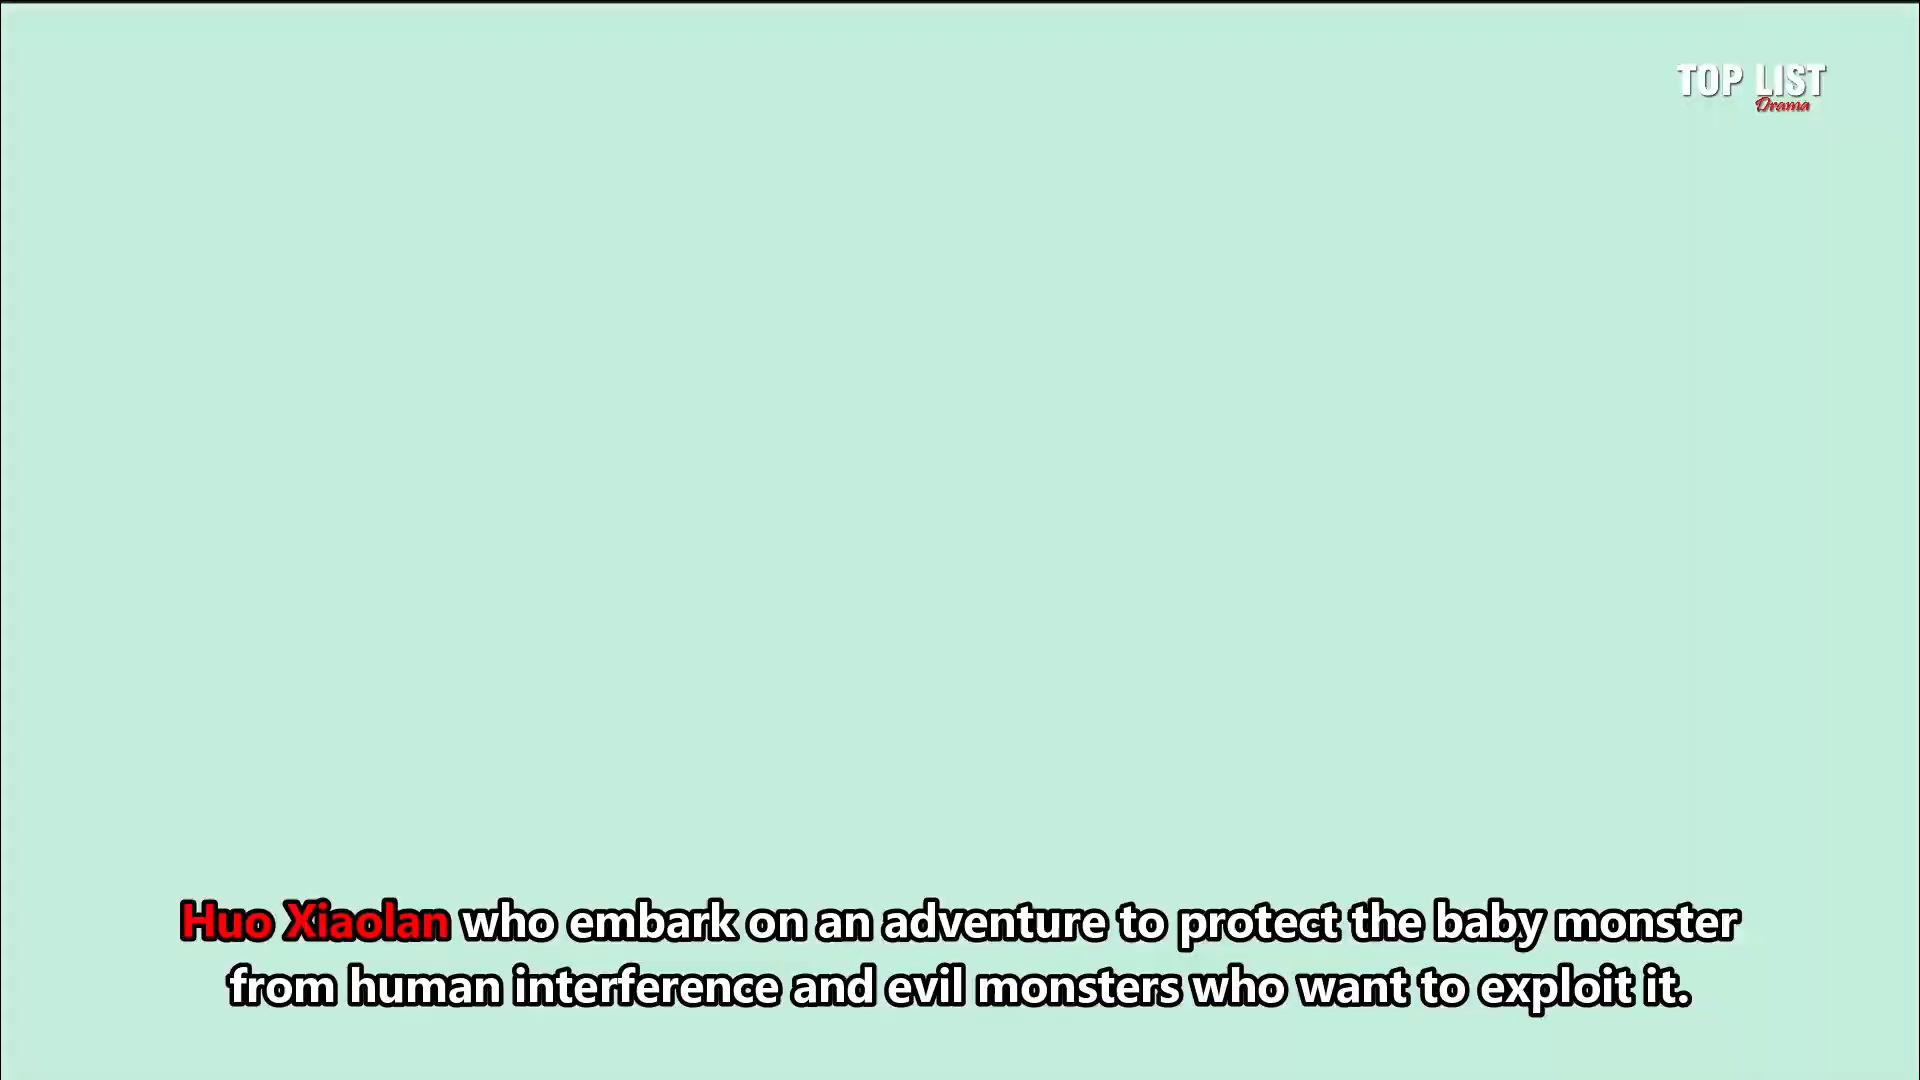 TOP LIST
Drama
Huo Xiaolan who embark on an adventure to protect the baby monster
from human interference and evil monsters who want to exploit it.